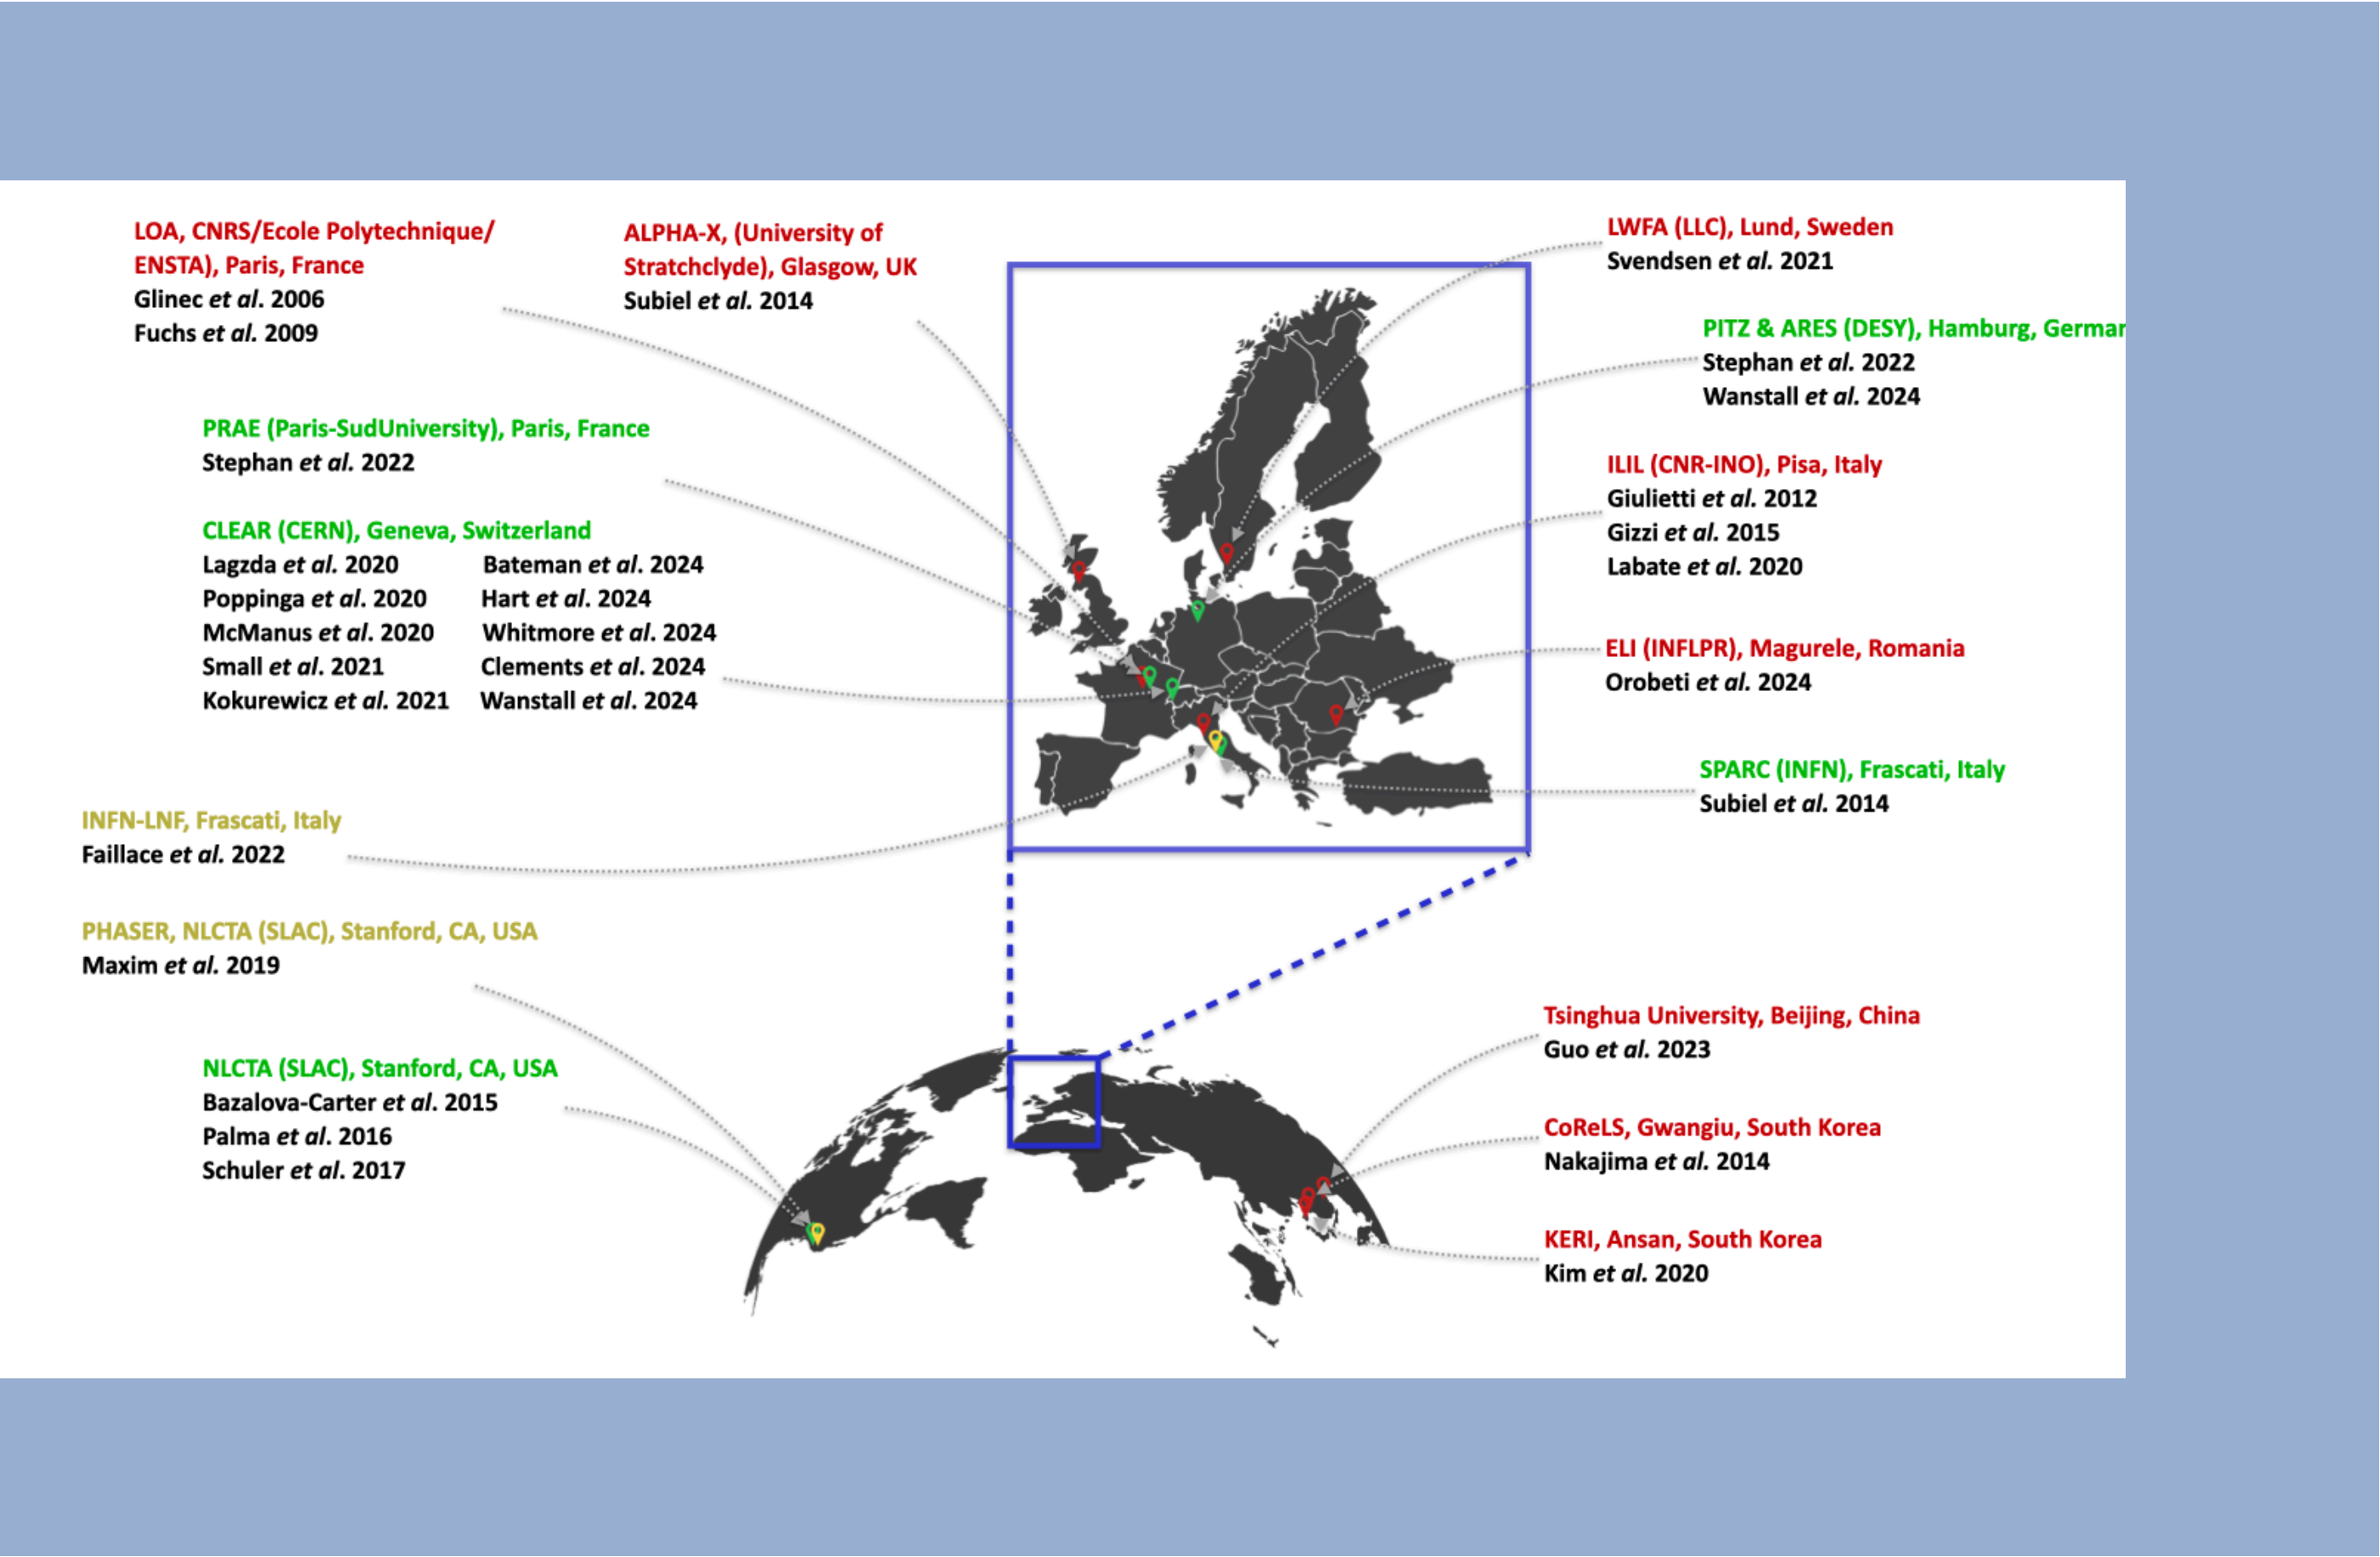 LOA, CNRS/Ecole Polytechnique/
ENSTA), Paris, France
Glinec et al. 2006
Fuchs et al. 2009
ALPHA-X, (University of
Stratchclyde), Glasgow, UK
Subiel et al. 2014
PRAE (Paris-SudUniversity), Paris, France
Stephan et al. 2022
CLEAR (CERN), Geneva, Switzerland
Lagzda et al. 2020
Poppinga et al. 2020
McManus et al. 2020
Small et al. 2021
Kokurewicz et al. 2021
Bateman et al. 2024
Hart et al. 2024
Whitmore et al. 2024
Clements et al. 2024
Wanstall et al. 2024
INFN-LNF, Frascati, Italy
Faillace et al. 2022
PHASER, NLCTA (SLAC), Stanford, CA, USA
Maxim et al. 2019
NLCTA (SLAC), Stanford, CA, USA
Bazalova-Carter et al. 2015
Palma et al. 2016
Schuler et al. 2017
LWFA (LLC), Lund, Sweden
Svendsen et al. 2021
PITZ & ARES (DESY), Hamburg, German
Stephan et al. 2022
Wanstall et al. 2024
ILIL (CNR-INO), Pisa, Italy
Giulietti et al. 2012
Gizzi et al. 2015
Labate et al. 2020
ELI (INFLPR), Magurele, Romania
Orobeti et al. 2024
SPARC (INFN), Frascati, Italy
Subiel et al. 2014
Tsinghua University, Beijing, China
Guo et al. 2023
CoReLS, Gwangiu, South Korea
Nakajima et al. 2014
KERI, Ansan, South Korea
Kim et al. 2020